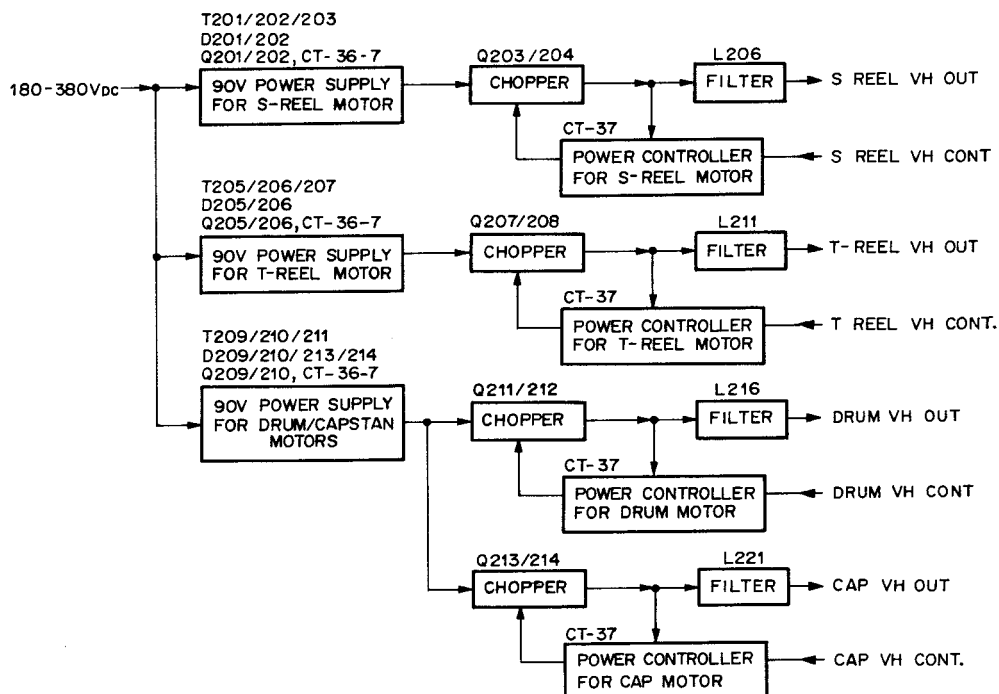 T201/202/203
D201/202
Q201/202, CT-36-7
180-380VDC
90V POWER SUPPLY
FOR S-REEL MOTOR
Q203/204
CHOPPER
L206
FILTER
S REEL VH OUT
CT-37
POWER CONTROLLER
FOR S-REEL MOTOR
S REEL VH CONT
T205/206/207
D205/206
Q205/206, CT-36-7
90V POWER SUPPLY
FOR T-REEL MOTOR
Q207/208
CHOPPER
L211
FILTER
T-REEL VH OUT
CT-37
POWER CONTROLLER
FOR T-REEL MOTOR
T REEL VH CONT.
T209/210/211
D209/210/213/214
Q209/210, CT-36-7
90V POWER SUPPLY
FOR DRUM/CAPSTAN
MOTORS
Q211/212
CHOPPER
L216
FILTER
DRUM VH OUT
CT-37
POWER CONTROLLER
FOR DRUM MOTOR
DRUM VH CONT
Q213/214
CHOPPER
L221
FILTER
CAP VH OUT
CT-37
POWER CONTROLLER
FOR CAP MOTOR
CAP VH CONT.